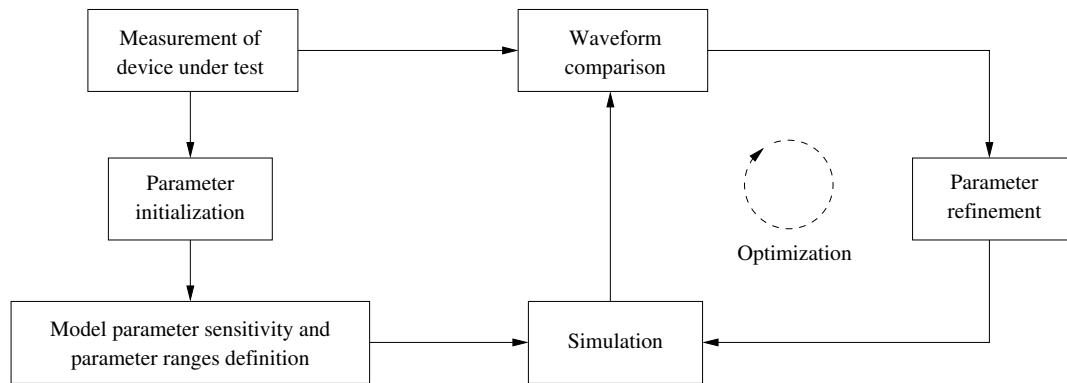 Measurement of
device under test
Waveform
comparison
Parameter
initialization
Parameter
refinement
Optimization
Model parameter sensitivity and
parameter ranges definition
Simulation